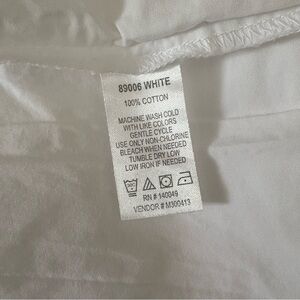 89006 WHITE
100% COTTON
MACHINE WASH COLD
WITH LIKE COLORS
GENTLE CYCLE
USE ONLY NON-CHLORINE
BLEACH WHEN NEEDED
TUMBLE DRY LOW
LOW IRON IF NEEDED
RN # 140049
VENDOR # M300413